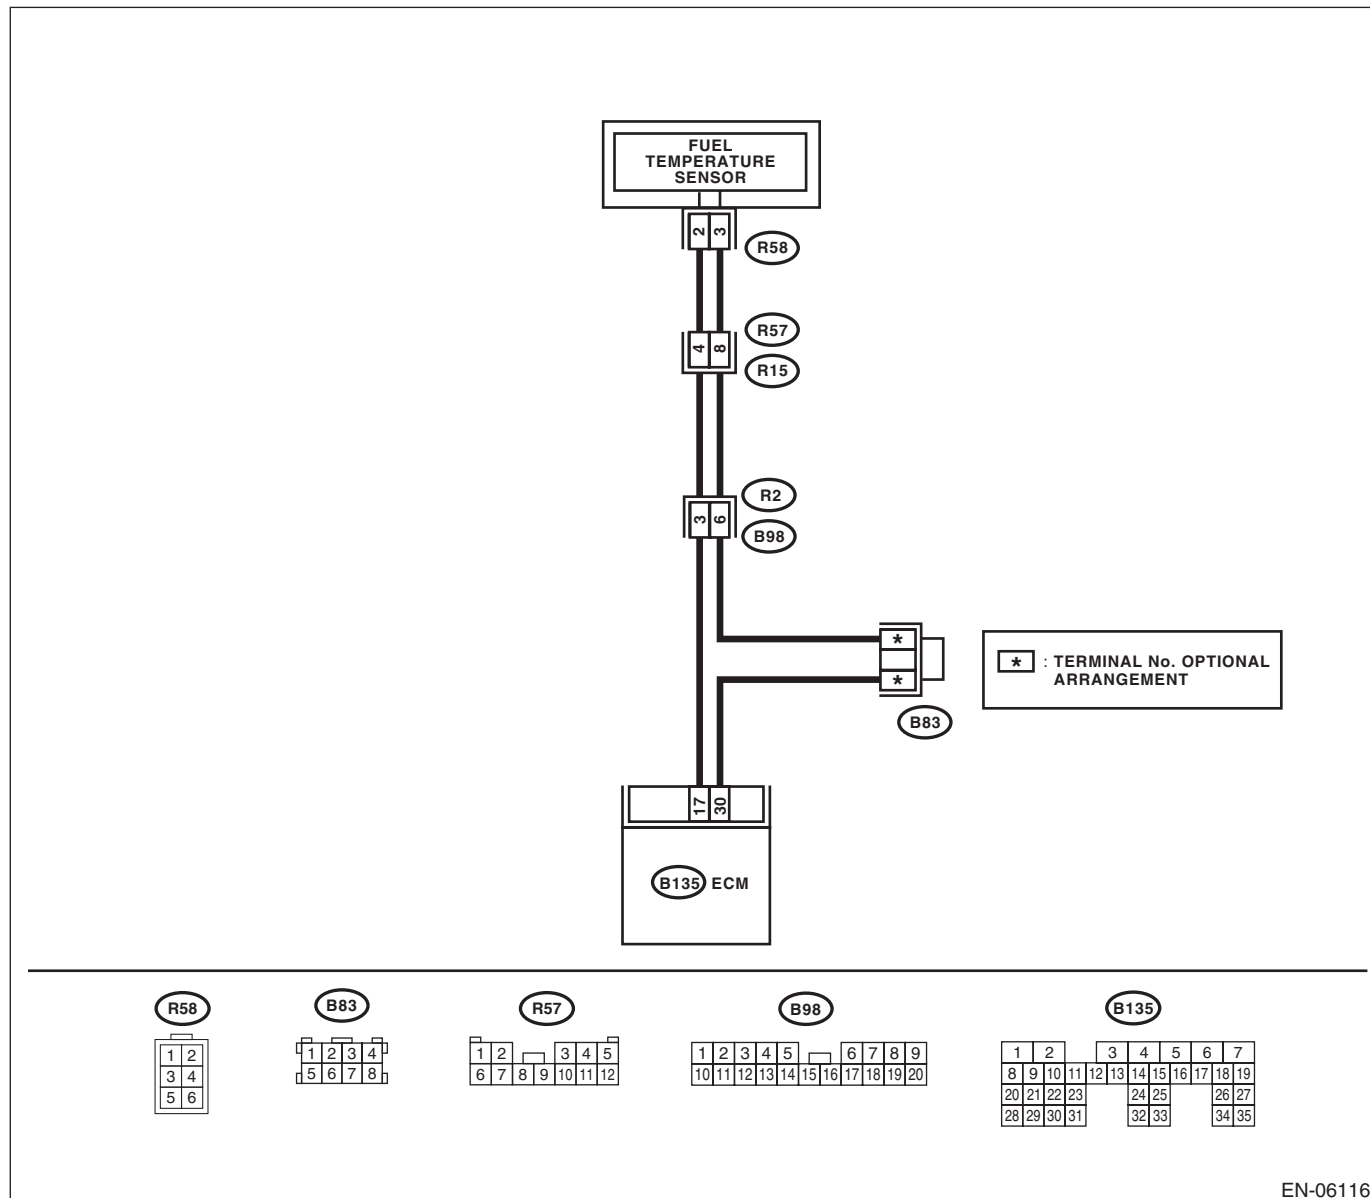 FUEL
TEMPERATURE
SENSOR
2 3
R58
R57
4 8
R15
R2
3 6
B98
*
* : TERMINAL No. OPTIONAL
ARRANGEMENT
*
B83
17 30
B135 ECM
R58
1 2
3 4
5 6
B83
1 2 3 4
5 6 7 8
R57
1 2 3 4 5
6 7 8 9 10 11 12
B98
1 2 3 4 5 6 7 8 9
10 11 12 13 14 15 16 17 18 19 20
B135
1 2 3 4 5 6 7
8 9 10 11 12 13 14 15 16 17 18 19
20 21 22 23 24 25 26 27
28 29 30 31 32 33 34 35
EN-06116